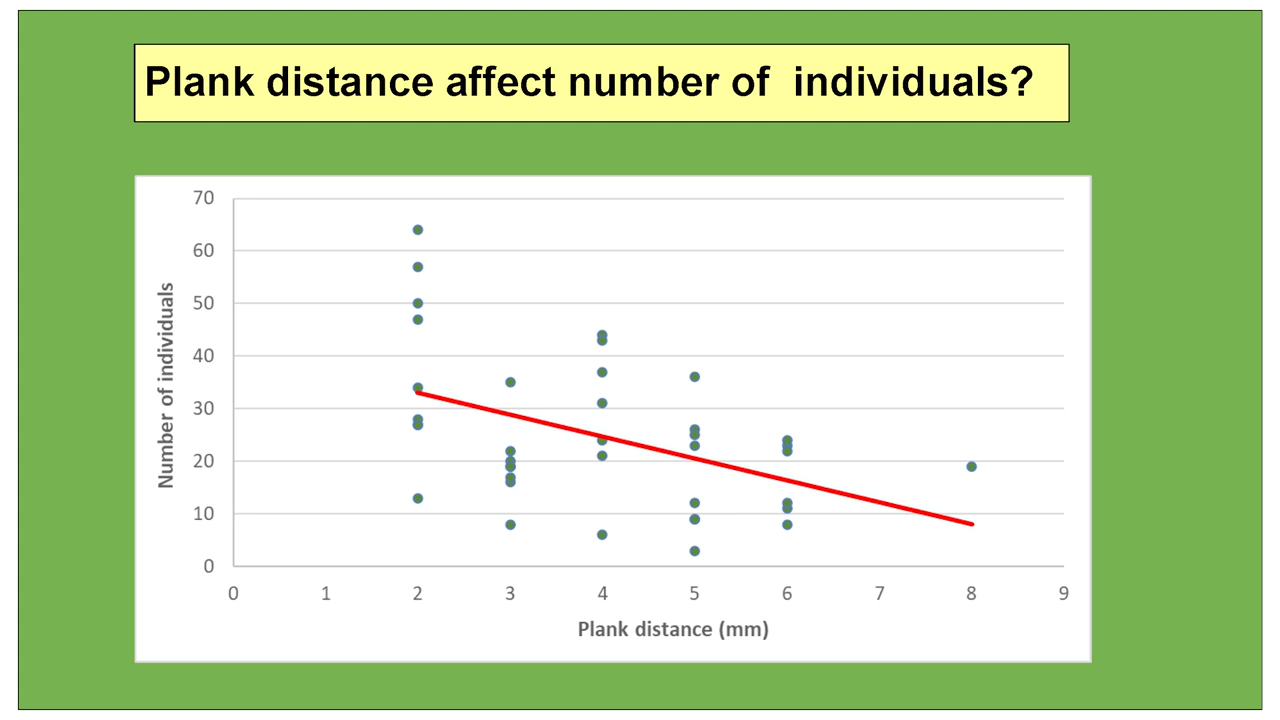 Plank distance affect number of  individuals?
70
60
50
40
30
20
10
0
Number of individuals
0 1 2 3 4 5 6 7 8 9
Plank distance (mm)